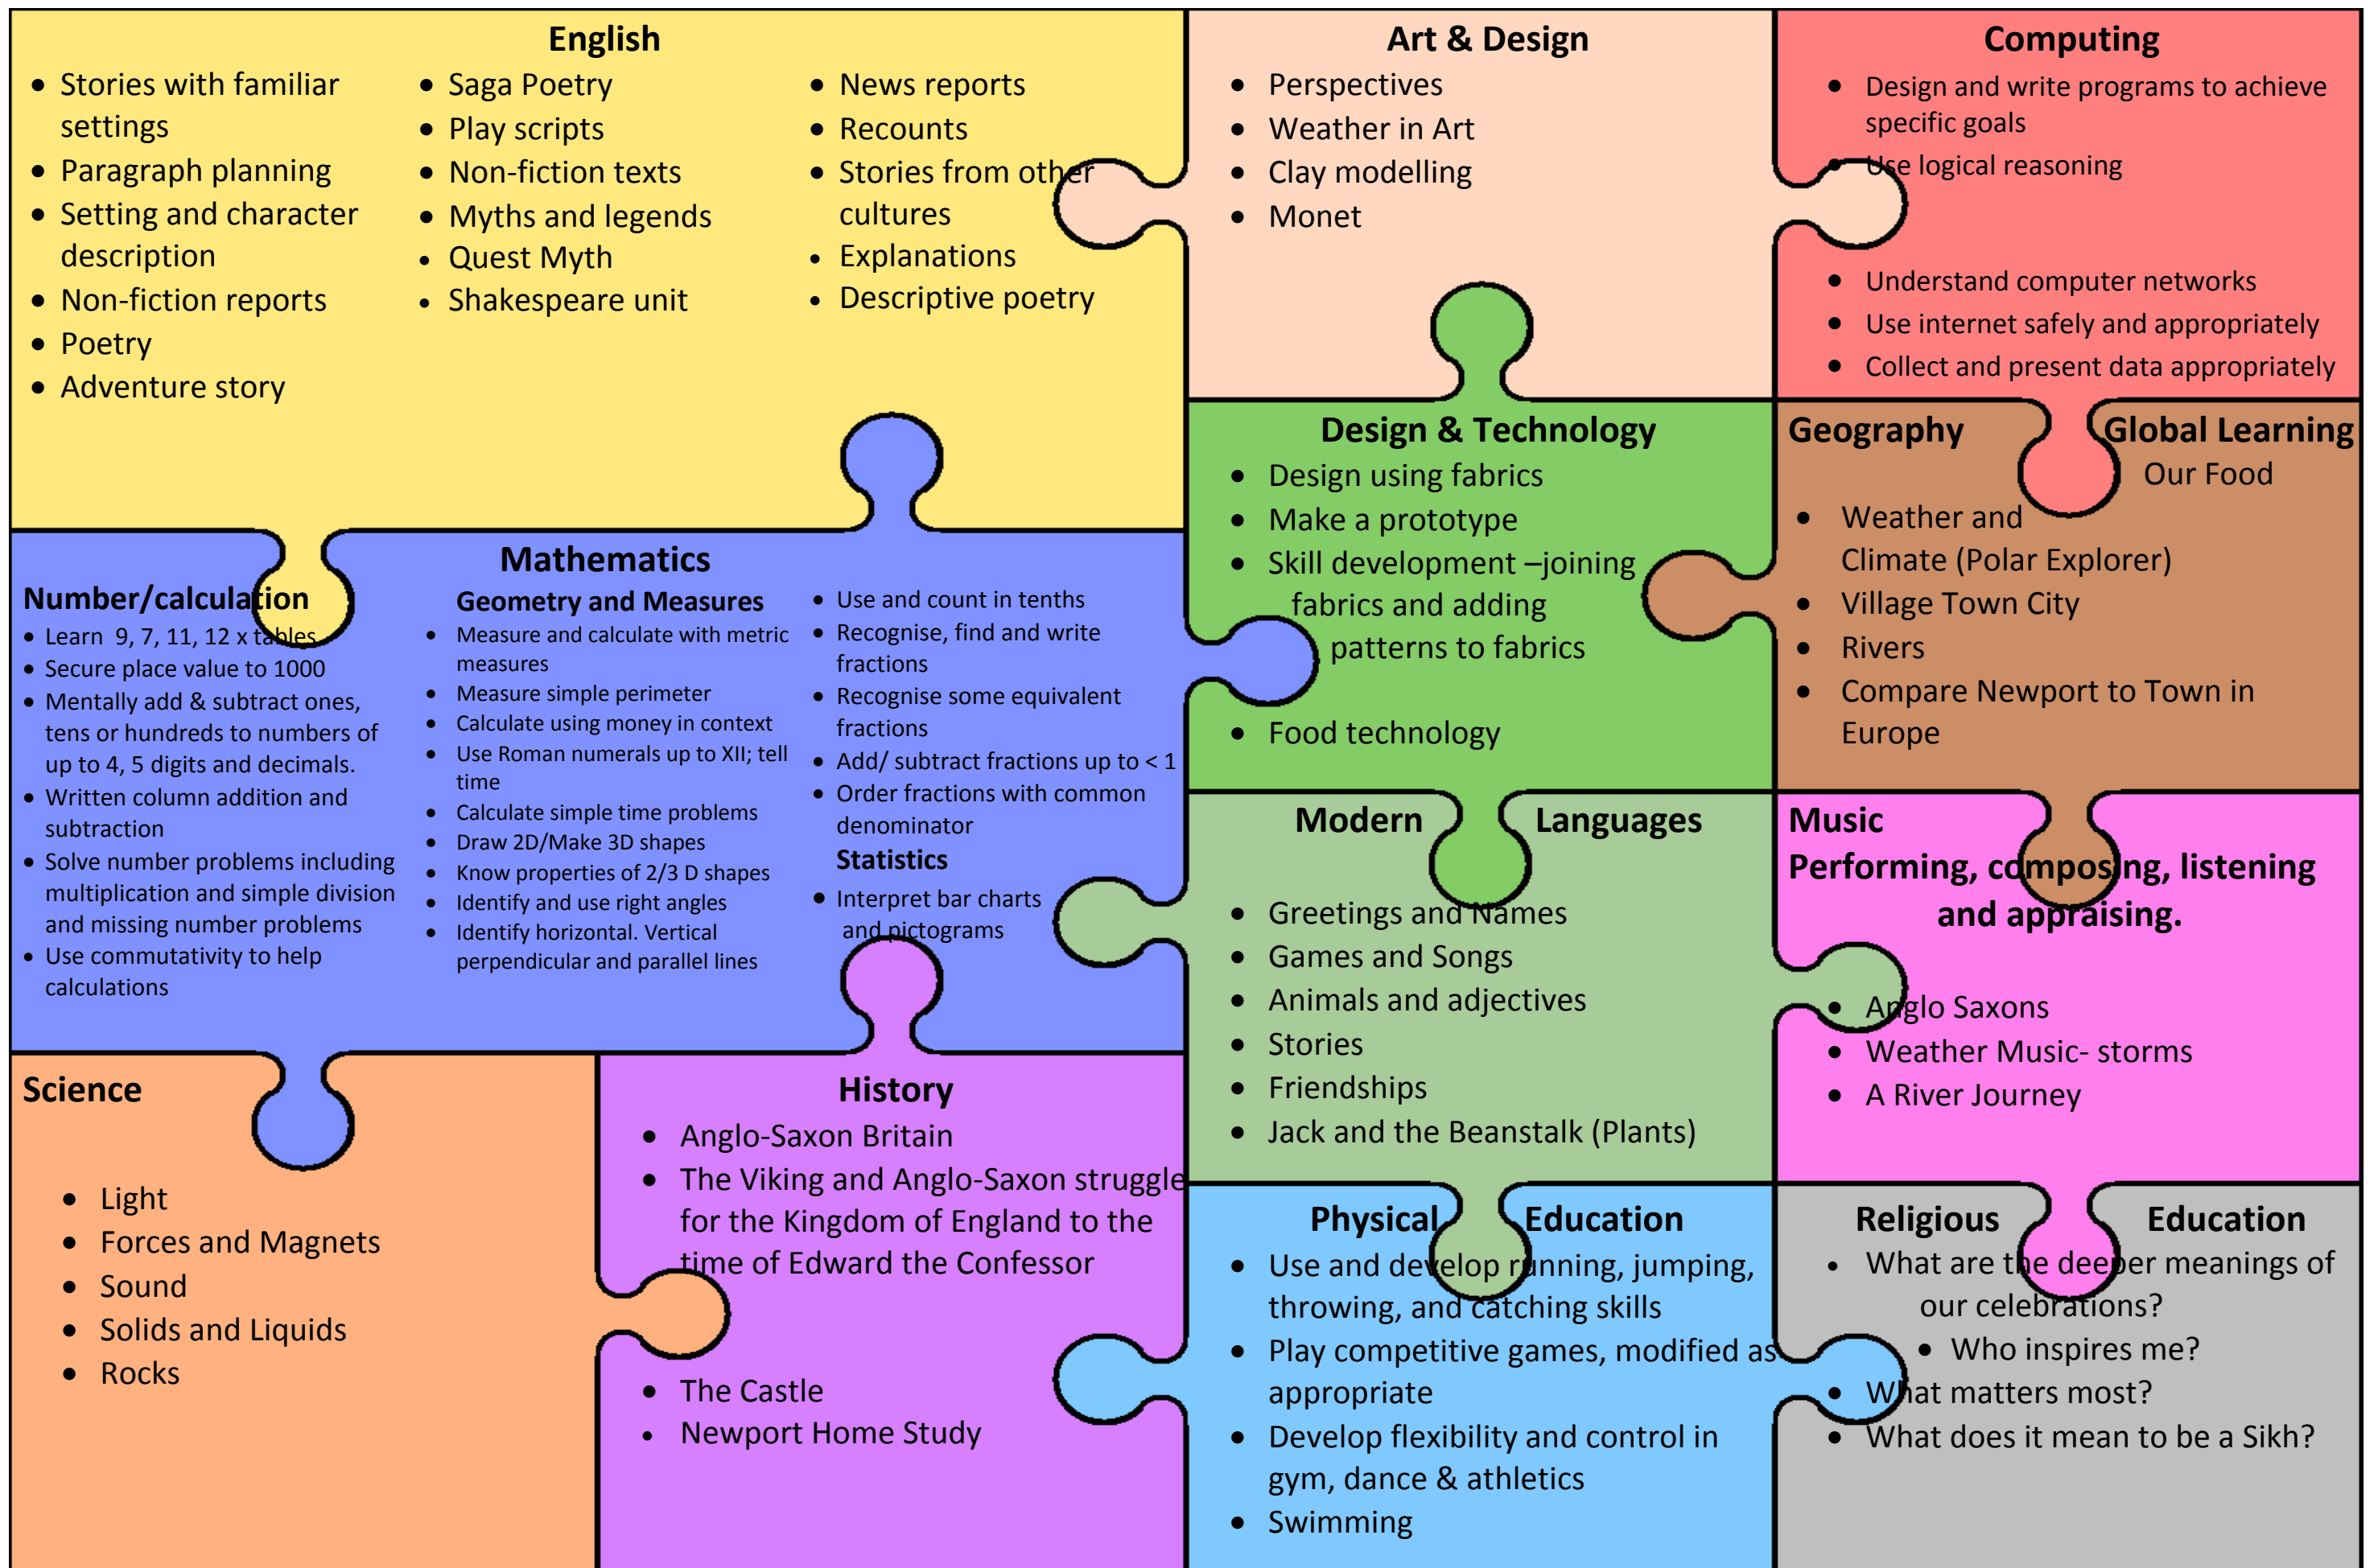 English
• Stories with familiar
settings
• Paragraph planning
• Setting and character
description
• Non-fiction reports
• Poetry
• Adventure story
• Saga Poetry
• Play scripts
• Non-fiction texts
• Myths and legends
• Quest Myth
• Shakespeare unit
• News reports
• Recounts
• Stories from other
cultures
• Explanations
• Descriptive poetry
Art & Design
• Perspectives
• Weather in Art
• Clay modelling
• Monet
Computing
• Design and write programs to achieve
specific goals
• Use logical reasoning
• Understand computer networks
• Use internet safely and appropriately
• Collect and present data appropriately
Mathematics
Number/calculation
• Learn 9, 7, 11, 12 x tables
• Secure place value to 1000
• Mentally add & subtract ones,
tens or hundreds to numbers of
up to 4, 5 digits and decimals.
• Written column addition and
subtraction
• Solve number problems including
multiplication and simple division
and missing number problems
• Use commutativity to help
calculations
Geometry and Measures
• Measure and calculate with metric
measures
• Measure simple perimeter
• Calculate using money in context
• Use Roman numerals up to XII; tell
time
• Calculate simple time problems
• Draw 2D/Make 3D shapes
• Know properties of 2/3 D shapes
• Identify and use right angles
• Identify horizontal. Vertical
perpendicular and parallel lines
• Use and count in tenths
• Recognise, find and write
fractions
• Recognise some equivalent
fractions
• Add/ subtract fractions up to < 1
• Order fractions with common
denominator
Statistics
• Interpret bar charts
and pictograms
Design & Technology
• Design using fabrics
• Make a prototype
• Skill development –joining
fabrics and adding
patterns to fabrics
• Food technology
Geography Global Learning
Our Food
• Weather and
Climate (Polar Explorer)
• Village Town City
• Rivers
• Compare Newport to Town in
Europe
Modern Languages
• Greetings and Names
• Games and Songs
• Animals and adjectives
• Stories
• Friendships
• Jack and the Beanstalk (Plants)
Music
Performing, composing, listening
and appraising.
• Anglo Saxons
• Weather Music- storms
• A River Journey
Science
• Light
• Forces and Magnets
• Sound
• Solids and Liquids
• Rocks
History
• Anglo-Saxon Britain
• The Viking and Anglo-Saxon struggle
for the Kingdom of England to the
time of Edward the Confessor
• The Castle
• Newport Home Study
Physical Education
• Use and develop running, jumping,
throwing, and catching skills
• Play competitive games, modified as
appropriate
• Develop flexibility and control in
gym, dance & athletics
• Swimming
Religious Education
• What are the deeper meanings of
our celebrations?
• Who inspires me?
• What matters most?
• What does it mean to be a Sikh?